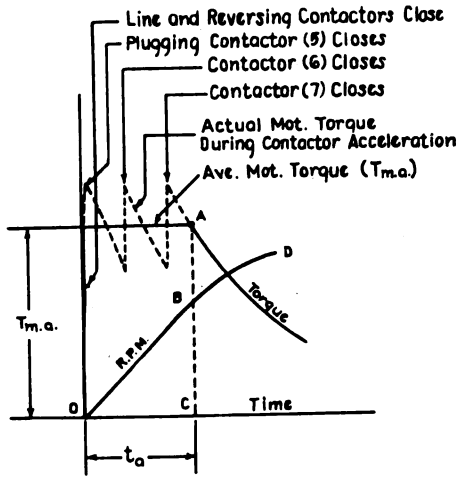 Line and Reversing Contactors Close
Plugging Contactor (5) Closes
Contactor (6) Closes
Contactor (7) Closes
Actual Mot. Torque
During Contactor Acceleration
Ave. Mot. Torque (Tm.a.)
A
D
B
Torque
Tm.a.
R.P.M.
O
C
Time
ta